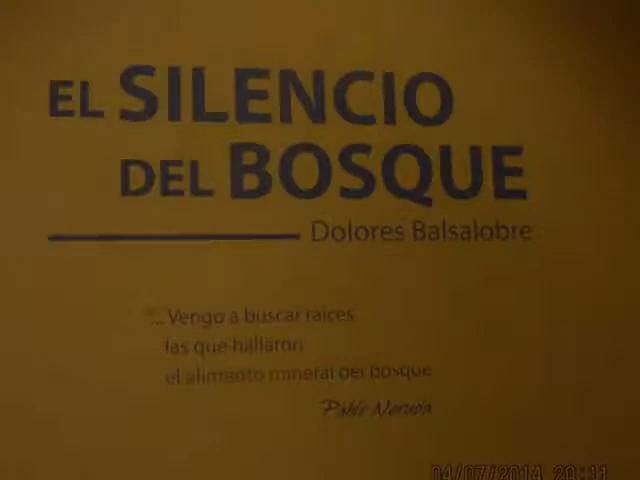 EL SILENCIO
DEL BOSQUE
Dolores Balsalobre
"... Vengo a buscar raíces
las que hallaron
el alimento mineral del bosque
Pablo Neruda
04/07/2014 20:11